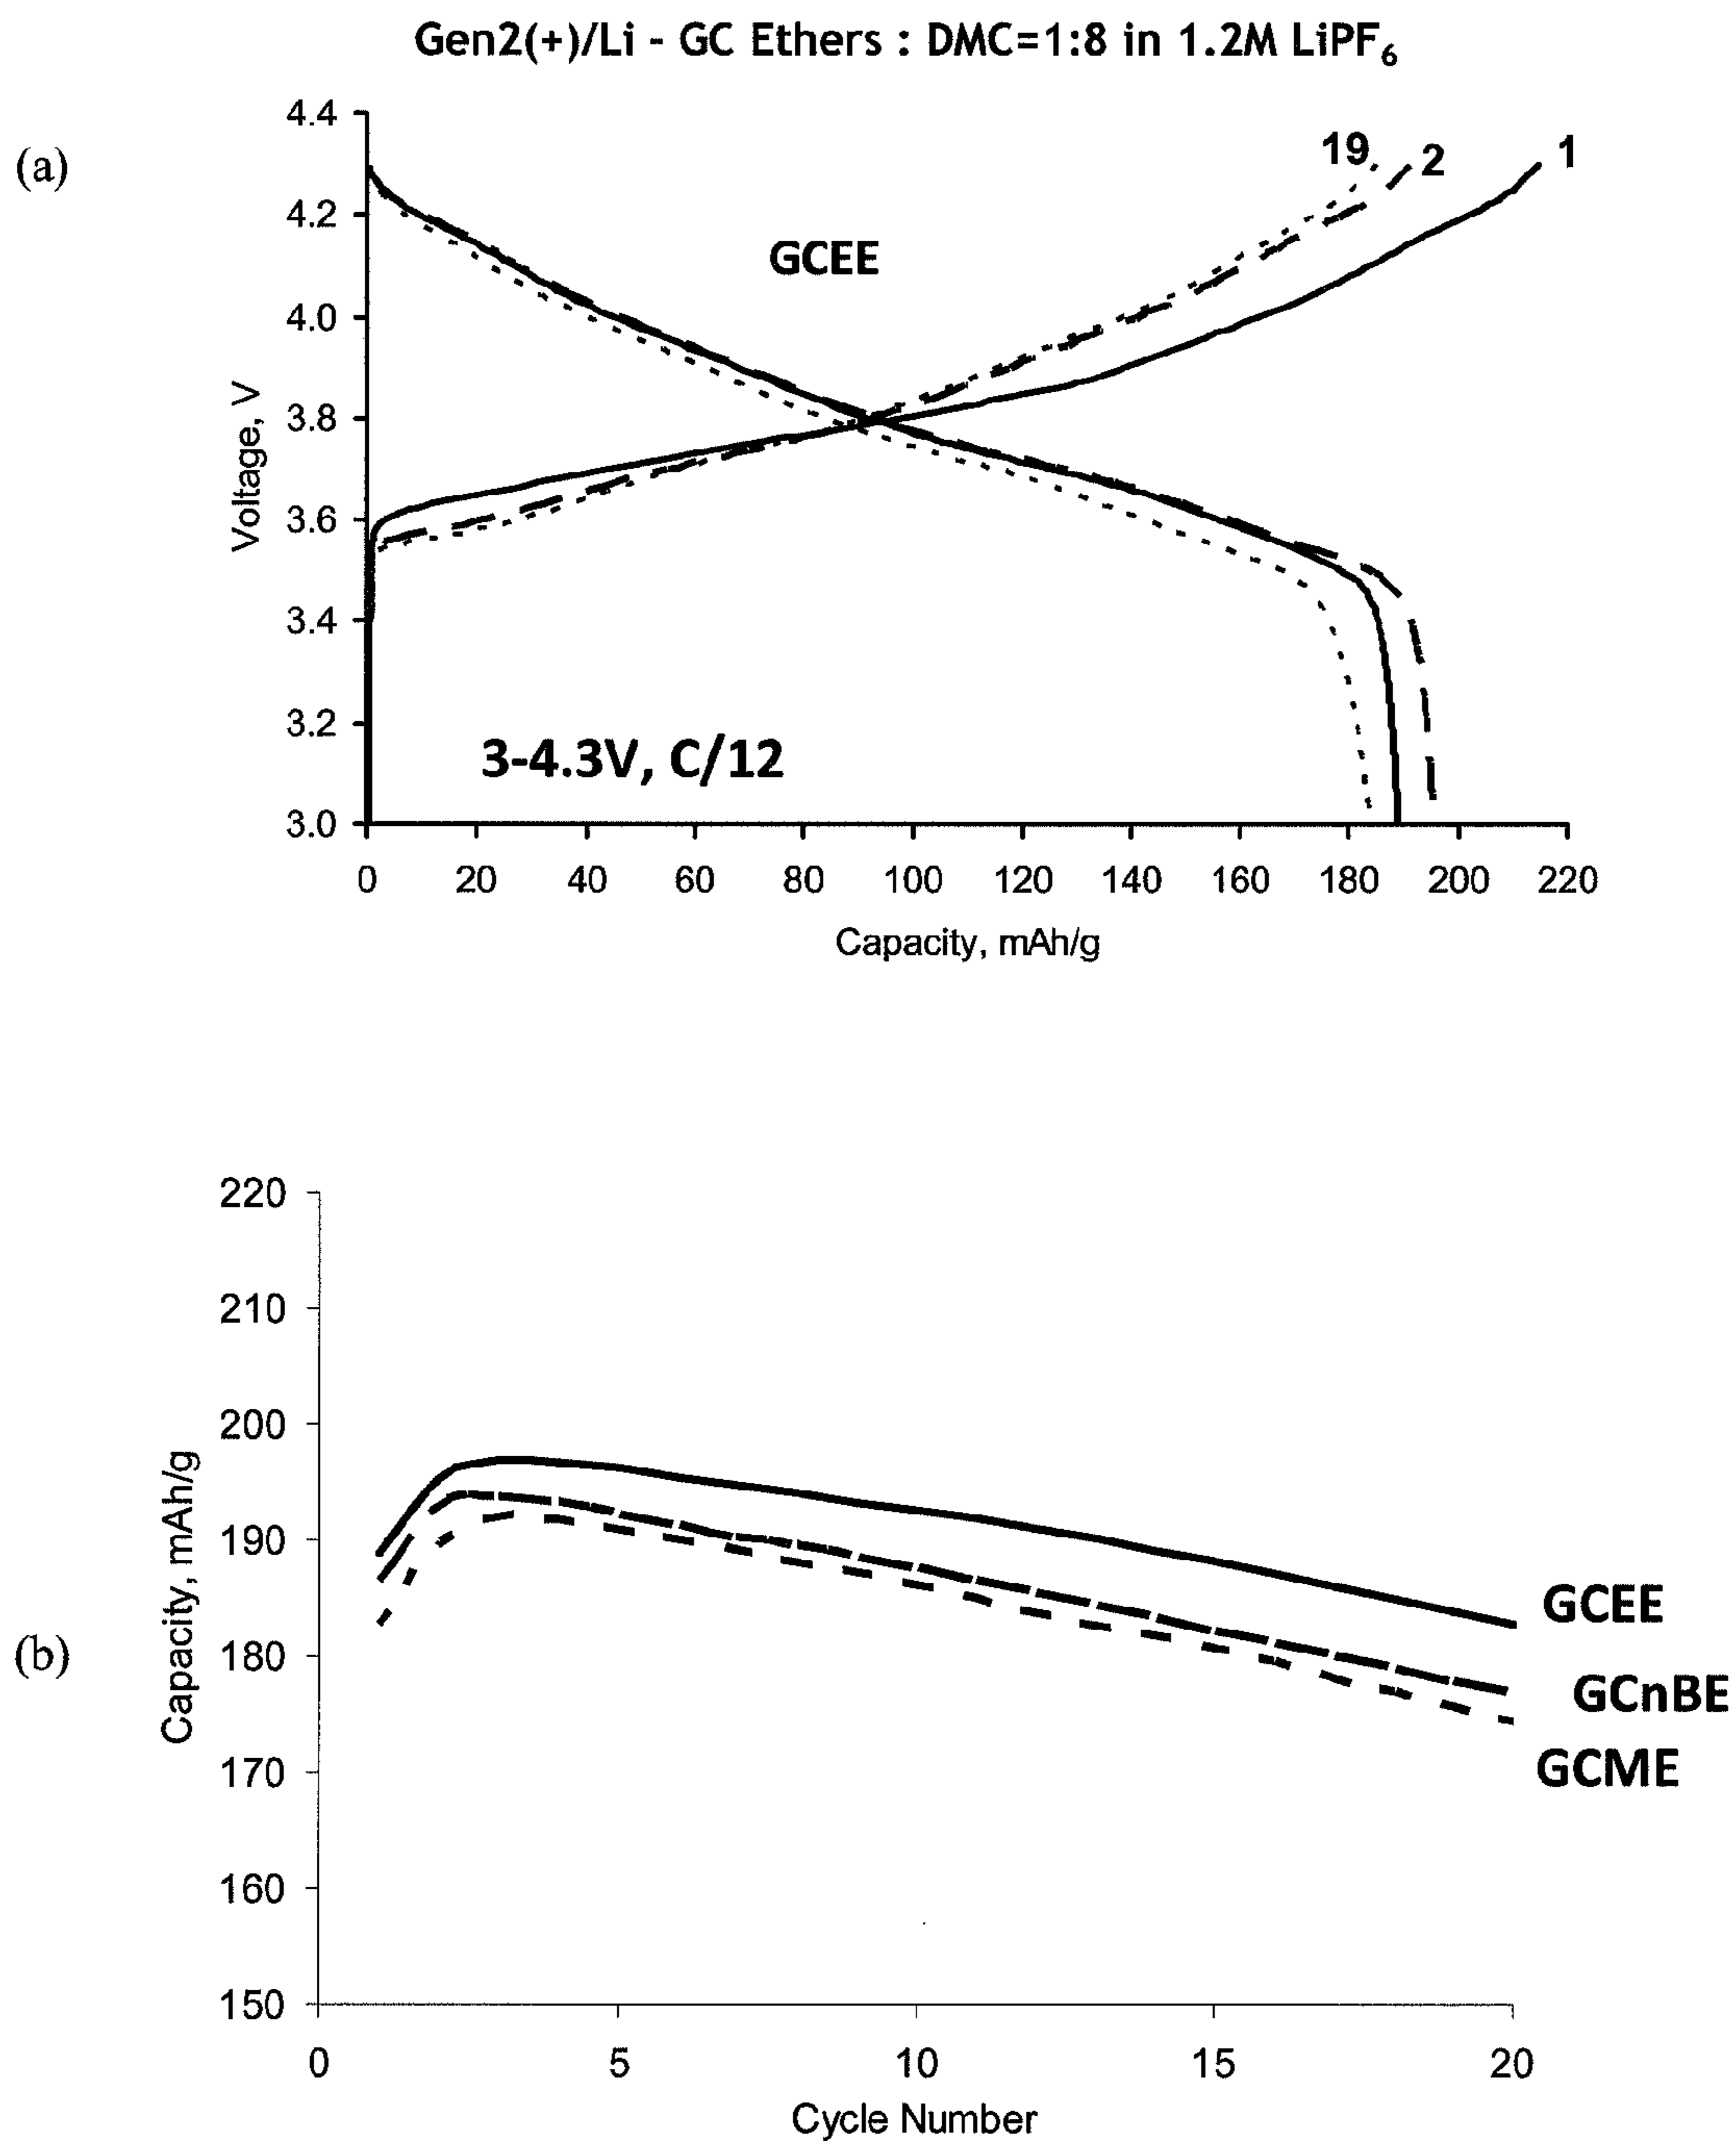 Gen2(+)/Li - GC Ethers : DMC=1:8 in 1.2M LiPF6
(a)
4.4
4.2
4.0
3.8
3.6
3.4
3.2
3.0
Voltage, V
19
2
1
GCEE
3-4.3V, C/12
0 20 40 60 80 100 120 140 160 180 200 220
Capacity, mAh/g
(b)
220
210
200
190
180
170
160
150
Capacity, mAh/g
GCEE
GCnBE
GCME
0 5 10 15 20
Cycle Number